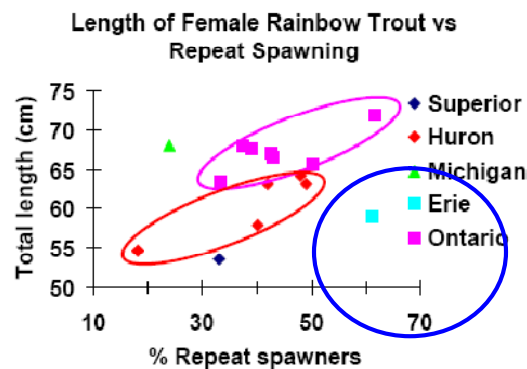 Length of Female Rainbow Trout vs
Repeat Spawning
Total length (cm)
75
70
65
60
55
50
10
30
50
70
% Repeat spawners
Superior
Huron
Michigan
Erie
Ontario